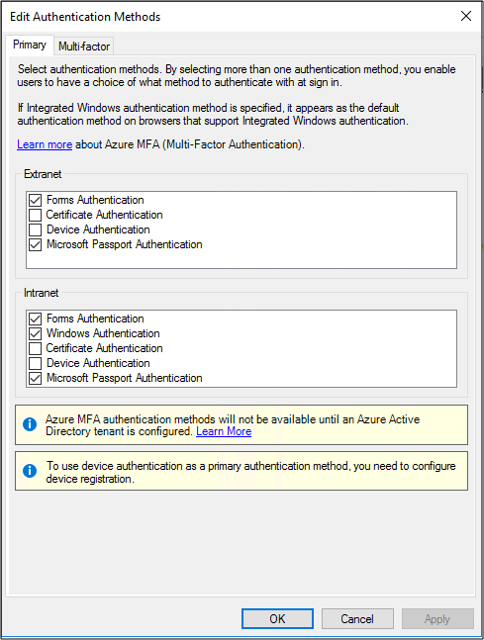 Edit Authentication Methods
Primary
Multi-factor
Select authentication methods. By selecting more than one authentication method, you enable
users to have a choice of what method to authenticate with at sign in.
If Integrated Windows authentication method is specified, it appears as the default
authentication method on browsers that support Integrated Windows authentication.
Learn more about Azure MFA (Multi-Factor Authentication).
Extranet
Forms Authentication
Certificate Authentication
Device Authentication
Microsoft Passport Authentication
Intranet
Forms Authentication
Windows Authentication
Certificate Authentication
Device Authentication
Microsoft Passport Authentication
Azure MFA authentication methods will not be available until an Azure Active
Directory tenant is configured. Learn More
To use device authentication as a primary authentication method, you need to configure
device registration.
OK
Cancel
Apply